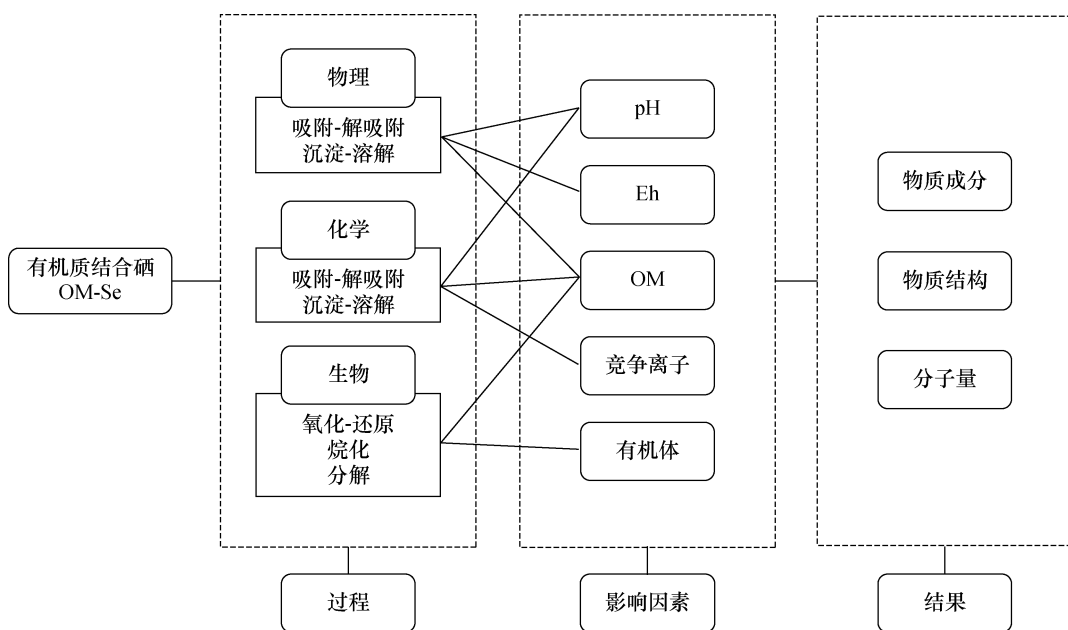 有机质结合硒
OM-Se
物理
吸附-解吸附
沉淀-溶解
化学
吸附-解吸附
沉淀-溶解
生物
氧化-还原
烷化
分解
过程
pH
Eh
OM
竞争离子
有机体
影响因素
物质成分
物质结构
分子量
结果